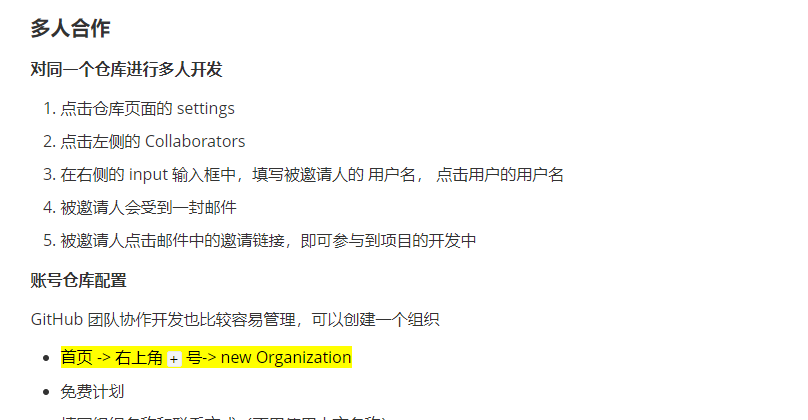 多人合作
对同一个仓库进行多人开发
1. 点击仓库页面的 settings
2. 点击左侧的 Collaborators
3. 在右侧的 input 输入框中，填写被邀请人的 用户名， 点击用户的用户名
4. 被邀请人会受到一封邮件
5. 被邀请人点击邮件中的邀请链接，即可参与到项目的开发中
账号仓库配置
GitHub 团队协作开发也比较容易管理，可以创建一个组织
• 首页 -> 右上角 + 号-> new Organization
• 免费计划